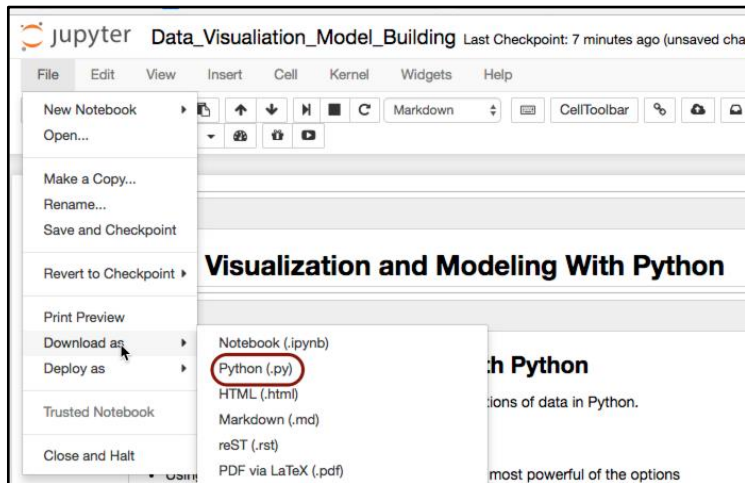 jupyter Data_Visualiation_Model_Building Last Checkpoint: 7 minutes ago (unsaved cha
File Edit View Insert Cell Kernel Widgets Help
New Notebook
Markdown CellToolbar
Open...
Make a Copy...
Rename...
Save and Checkpoint
Revert to Checkpoint
Visualization and Modeling With Python
Print Preview
Download as
Notebook (.ipynb)
Deploy as
Python (.py)
th Python
HTML (.html)
tions of data in Python.
Trusted Notebook
Markdown (.md)
reST (.rst)
Close and Halt
PDF via LaTeX (.pdf)
most powerful of the options